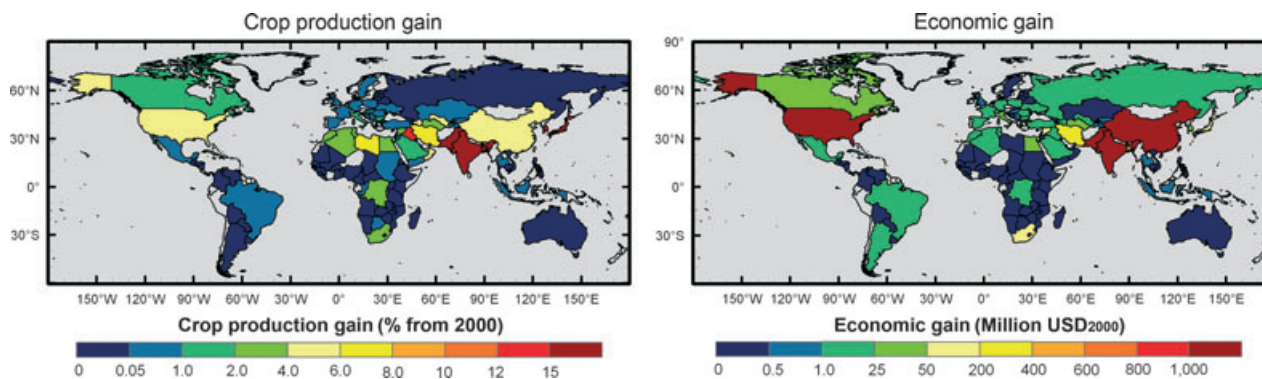 Crop production gain
Economic gain
90°
60°N
30°N
0°
30°S
60°N
30°N
0°
30°S
150°W 120°W 90°W 60°W 30°W 0° 30°E 60°E 90°E 120°E 150°E
150°W 120°W 90°W 60°W 30°W 0° 30°E 60°E 90°E 120°E 150°E
Crop production gain (% from 2000)
0 0.05 1.0 2.0 4.0 6.0 8.0 10 12 15
Economic gain (Million USD2000)
0 0.5 1.0 25 50 200 400 600 800 1,000